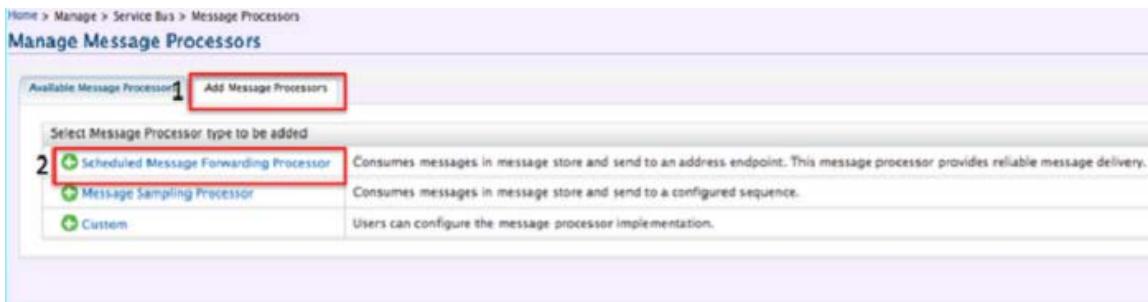 Home > Manage > Service Bus > Message Processors
Manage Message Processors
Available Message Processors 1 Add Message Processors
Select Message Processor type to be added
2 Scheduled Message Forwarding Processor Consumes messages in message store and send to an address endpoint. This message processor provides reliable message delivery.
Message Sampling Processor Consumes messages in message store and send to a configured sequence.
Custom Users can configure the message processor implementation.